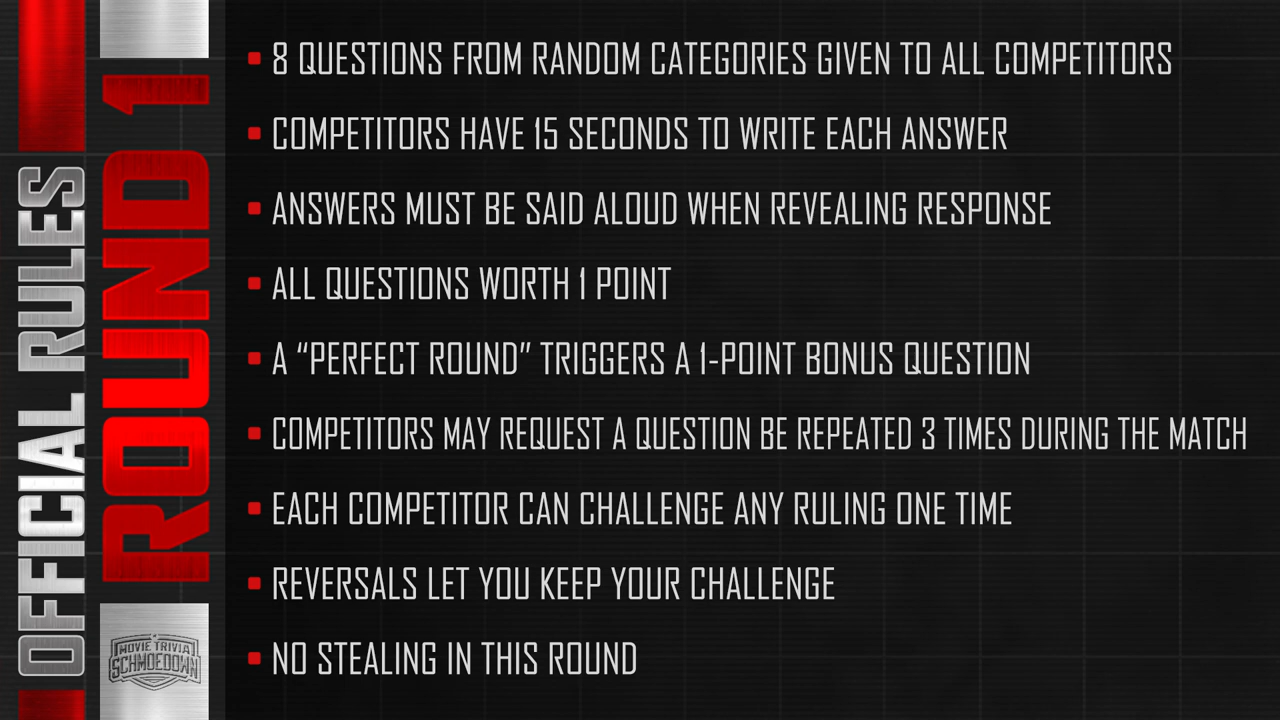 OFFICIAL RULES
ROUND 1
MOVIE TRIVIA
SCHMOEDOWN
8 QUESTIONS FROM RANDOM CATEGORIES GIVEN TO ALL COMPETITORS
COMPETITORS HAVE 15 SECONDS TO WRITE EACH ANSWER
ANSWERS MUST BE SAID ALOUD WHEN REVEALING RESPONSE
ALL QUESTIONS WORTH 1 POINT
A “PERFECT ROUND” TRIGGERS A 1-POINT BONUS QUESTION
COMPETITORS MAY REQUEST A QUESTION BE REPEATED 3 TIMES DURING THE MATCH
EACH COMPETITOR CAN CHALLENGE ANY RULING ONE TIME
REVERSALS LET YOU KEEP YOUR CHALLENGE
NO STEALING IN THIS ROUND